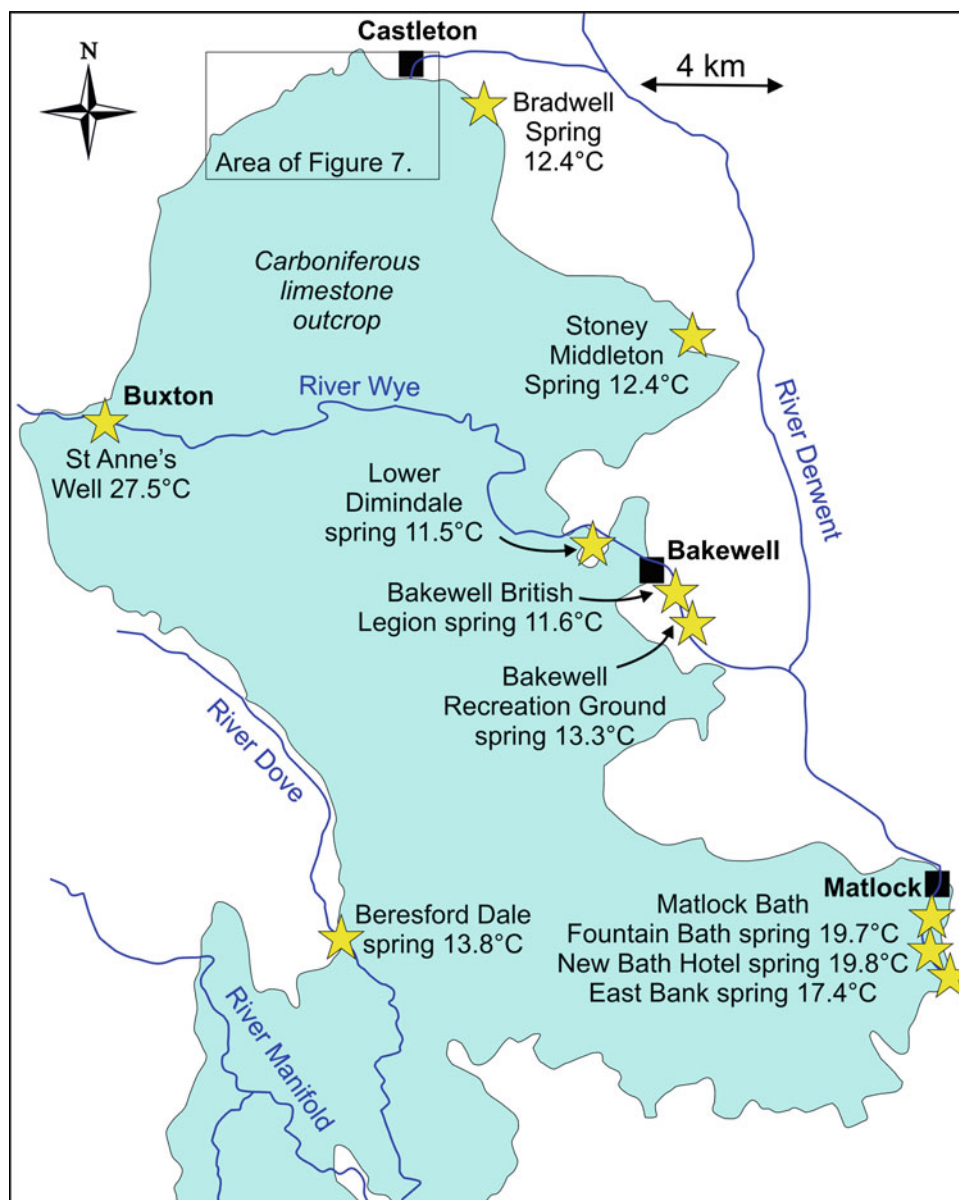 Castleton
N
4 km
Bradwell
Spring
12.4°C
Area of Figure 7.
Carboniferous
limestone
outcrop
Stoney
Middleton
Spring 12.4°C
River Wye
Buxton
St Anne's
Well 27.5°C
River Derwent
Lower
Dimindale
spring 11.5°C
Bakewell
Bakewell British
Legion spring 11.6°C
Bakewell
Recreation Ground
spring 13.3°C
River Dove
Matlock
Matlock Bath
Fountain Bath spring 19.7°C
New Bath Hotel spring 19.8°C
East Bank spring 17.4°C
Beresford Dale
spring 13.8°C
River Manifold